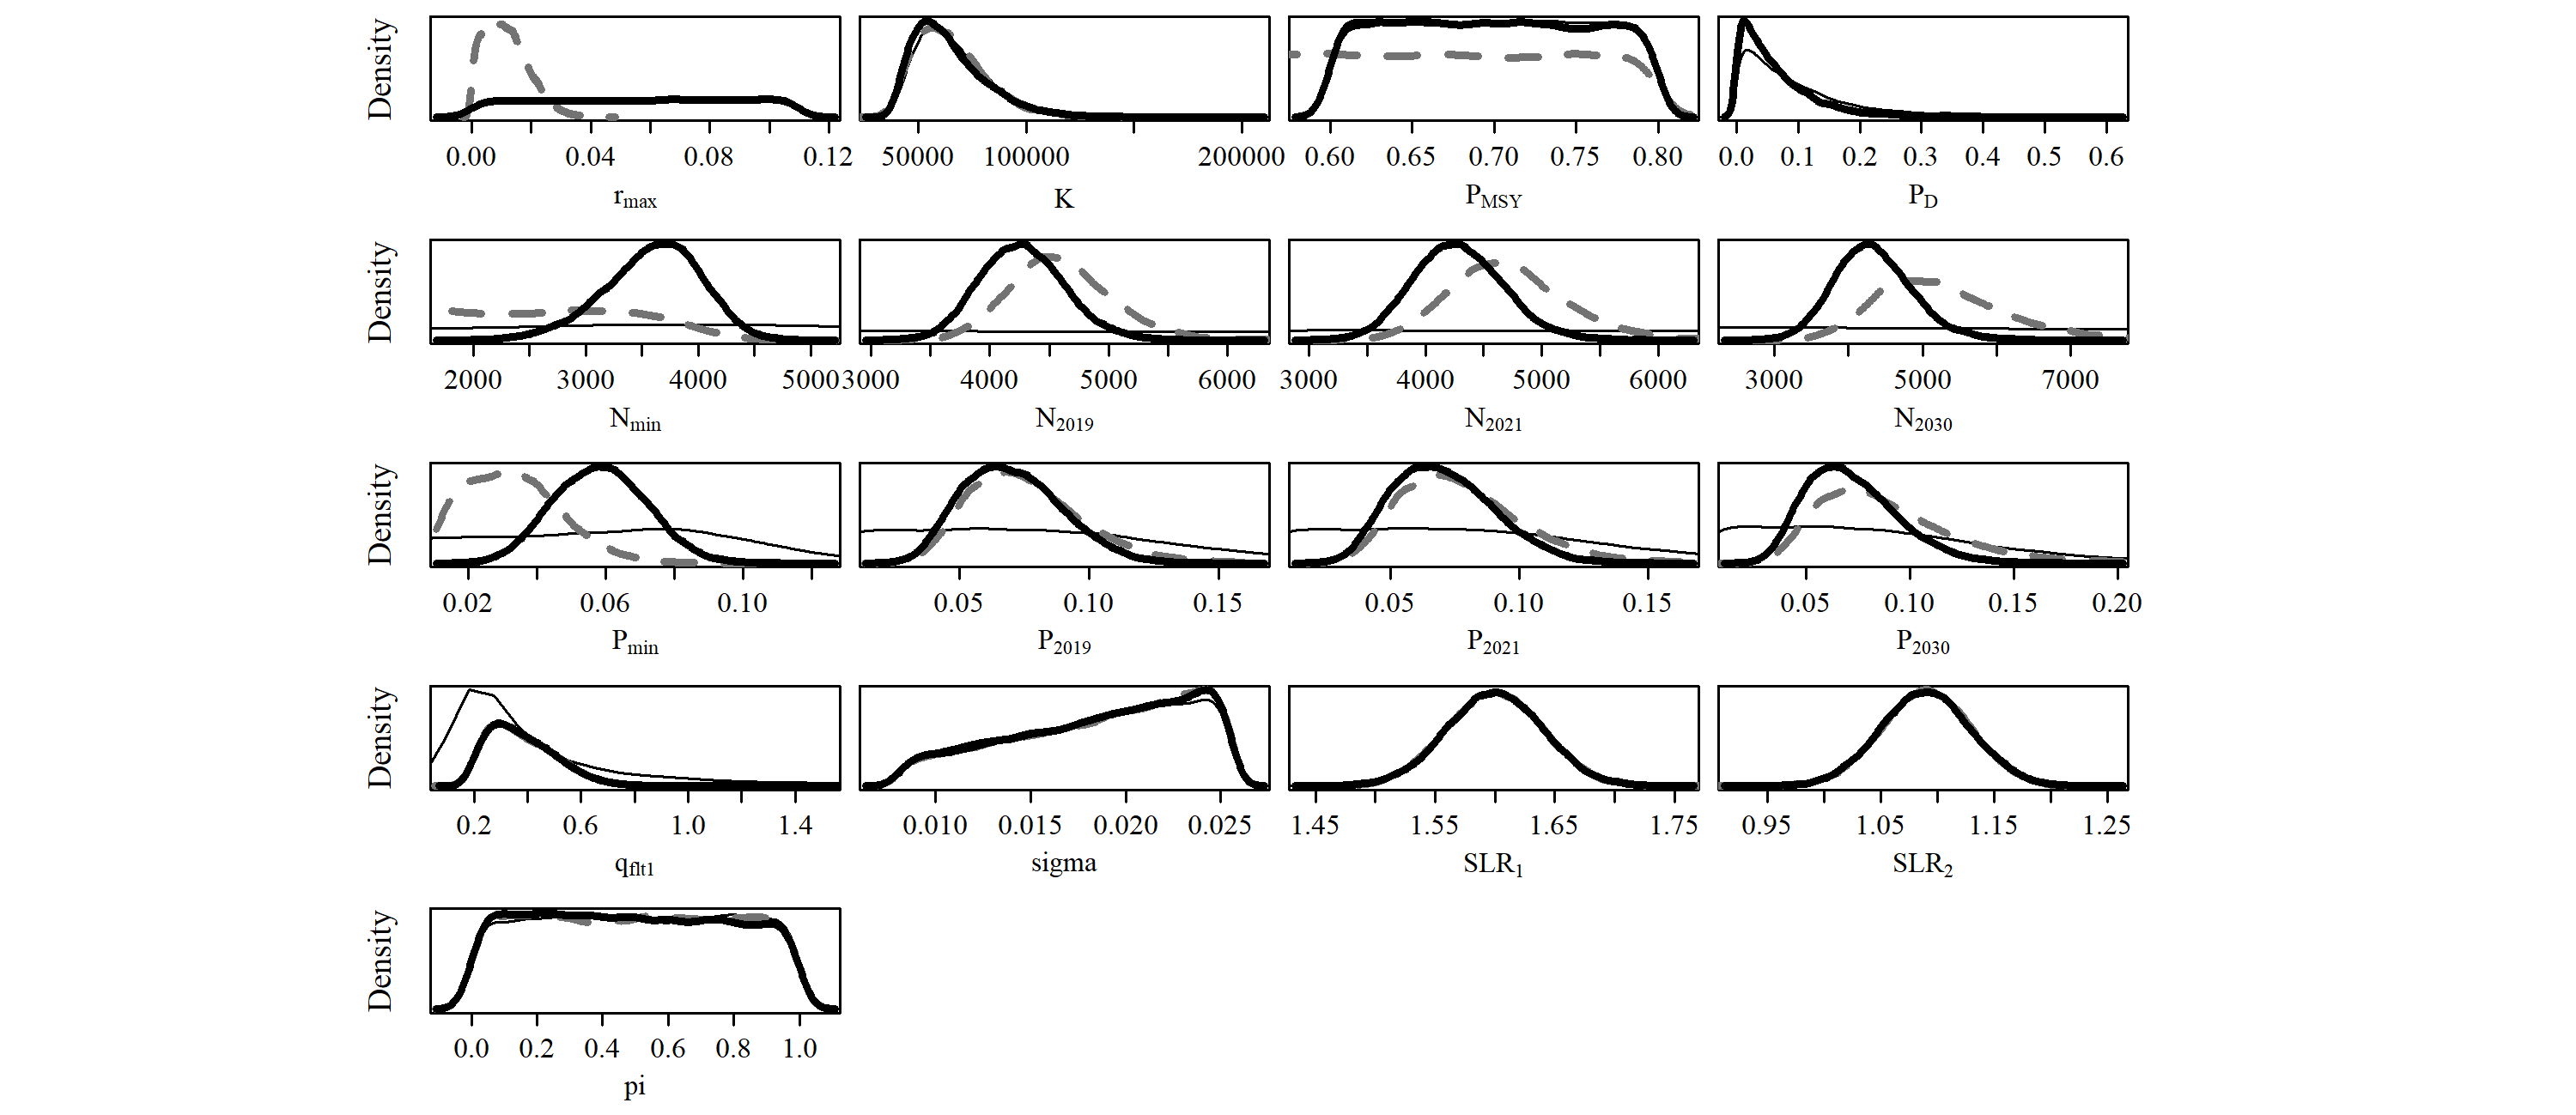 Density
0.00 0.04 0.08 0.12
r_max
50000 100000 200000
K
0.60 0.65 0.70 0.75 0.80
P_MSY
0.0 0.1 0.2 0.3 0.4 0.5 0.6
P_D
Density
2000 3000 4000 5000
N_min
3000 4000 5000 6000
N_2019
3000 4000 5000 6000
N_2021
3000 5000 7000
N_2030
Density
0.02 0.06 0.10
P_min
0.05 0.10 0.15
P_2019
0.05 0.10 0.15
P_2021
0.05 0.10 0.15 0.20
P_2030
Density
0.2 0.6 1.0 1.4
q_flt1
0.010 0.015 0.020 0.025
sigma
1.45 1.55 1.65 1.75
SLR_1
0.95 1.05 1.15 1.25
SLR_2
Density
0.0 0.2 0.4 0.6 0.8 1.0
pi